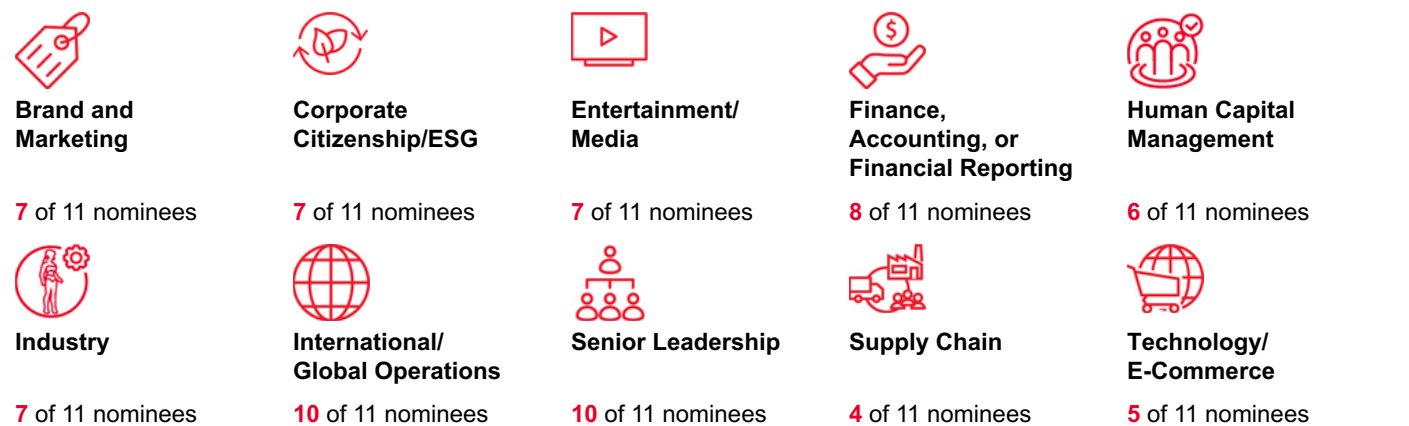 Brand and
Marketing
7 of 11 nominees
Corporate
Citizenship/ESG
7 of 11 nominees
Entertainment/
Media
7 of 11 nominees
Finance,
Accounting, or
Financial Reporting
8 of 11 nominees
Human Capital
Management
6 of 11 nominees
Industry
7 of 11 nominees
International/
Global Operations
10 of 11 nominees
Senior Leadership
10 of 11 nominees
Supply Chain
4 of 11 nominees
Technology/
E-Commerce
5 of 11 nominees